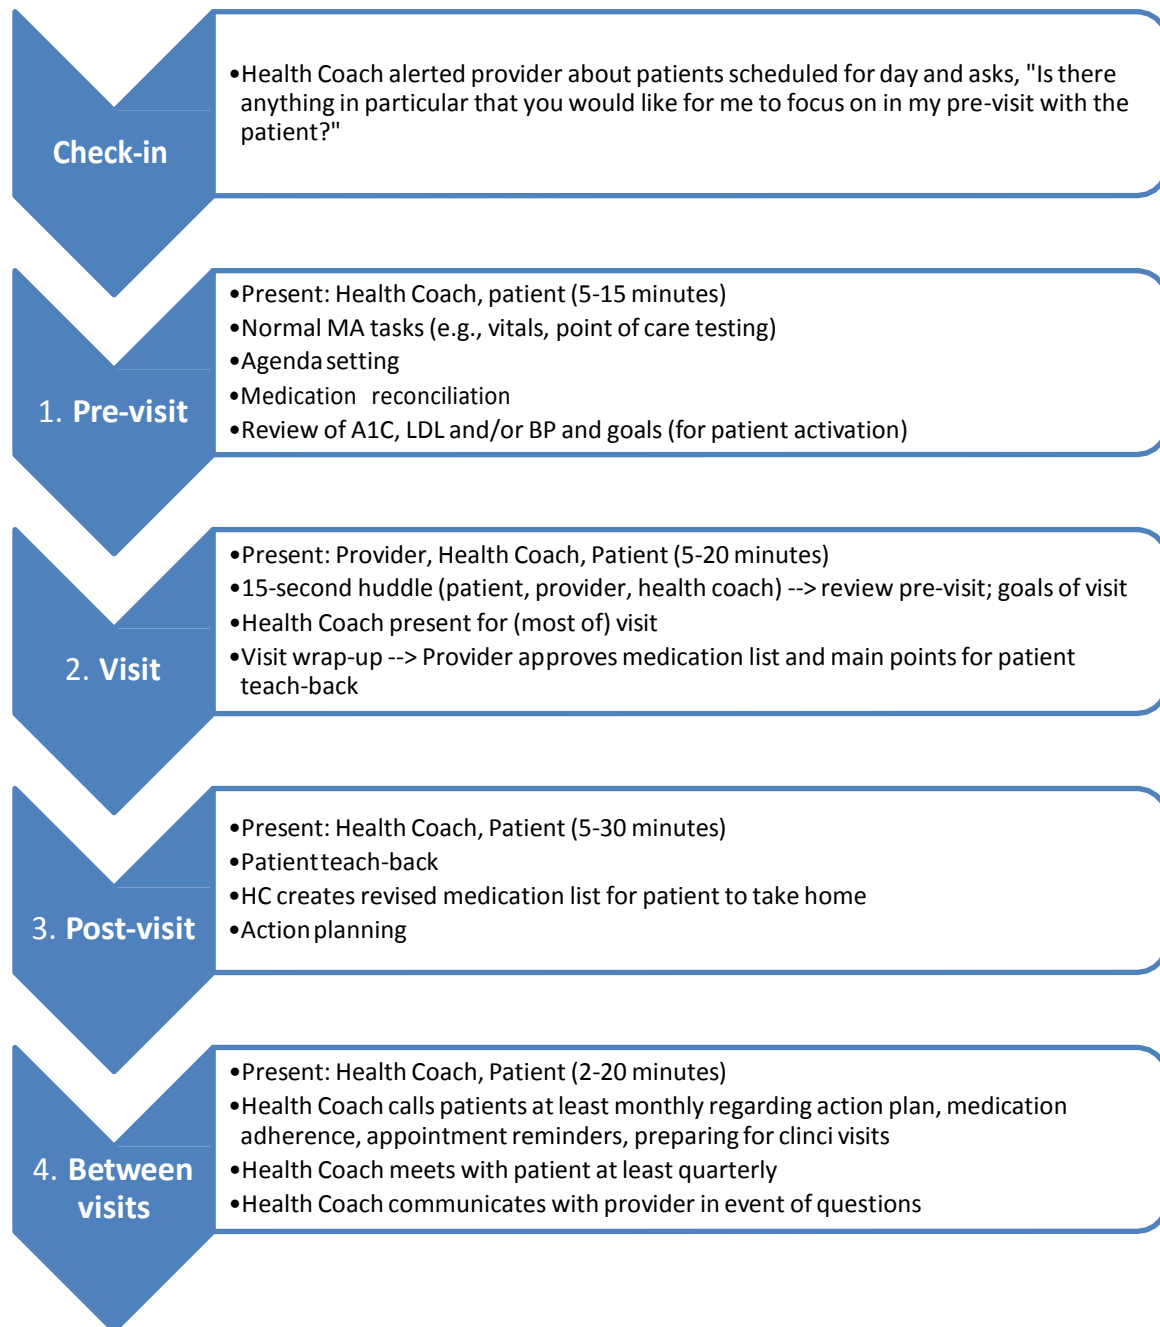 Check-in
•Health Coach alerted provider about patients scheduled for day and asks, "Is there
anything in particular that you would like for me to focus on in my pre-visit with the
patient?"
1. Pre-visit
•Present: Health Coach, patient (5-15 minutes)
•Normal MA tasks (e.g., vitals, point of care testing)
•Agenda setting
•Medication reconciliation
•Review of A1C, LDL and/or BP and goals (for patient activation)
2. Visit
•Present: Provider, Health Coach, Patient (5-20 minutes)
•15-second huddle (patient, provider, health coach) --> review pre-visit; goals of visit
•Health Coach present for (most of) visit
•Visit wrap-up --> Provider approves medication list and main points for patient
teach-back
3. Post-visit
•Present: Health Coach, Patient (5-30 minutes)
•Patient teach-back
•HC creates revised medication list for patient to take home
•Action planning
4. Between
visits
•Present: Health Coach, Patient (2-20 minutes)
•Health Coach calls patients at least monthly regarding action plan, medication
adherence, appointment reminders, preparing for clinci visits
•Health Coach meets with patient at least quarterly
•Health Coach communicates with provider in event of questions